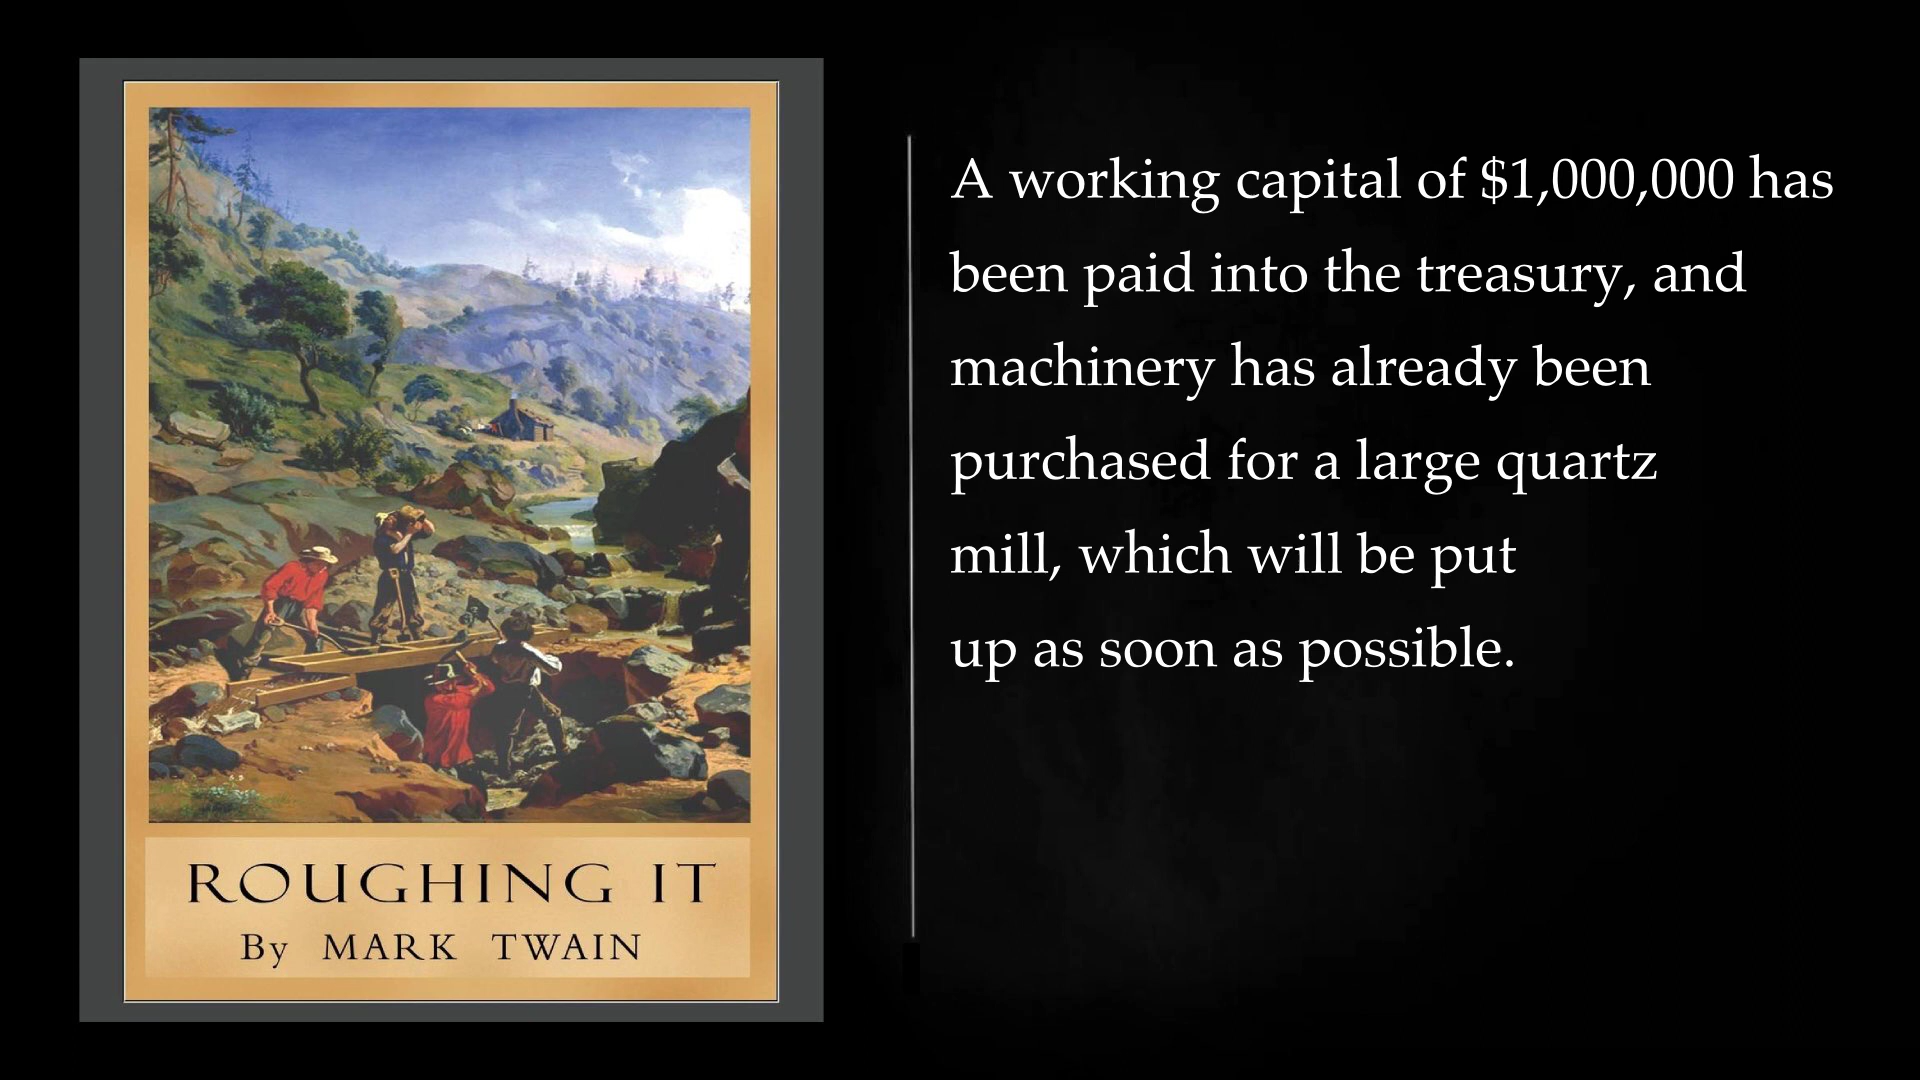 ROUGHING IT
By MARK TWAIN
A working capital of $1,000,000 has
been paid into the treasury, and
machinery has already been
purchased for a large quartz
mill, which will be put
up as soon as possible.